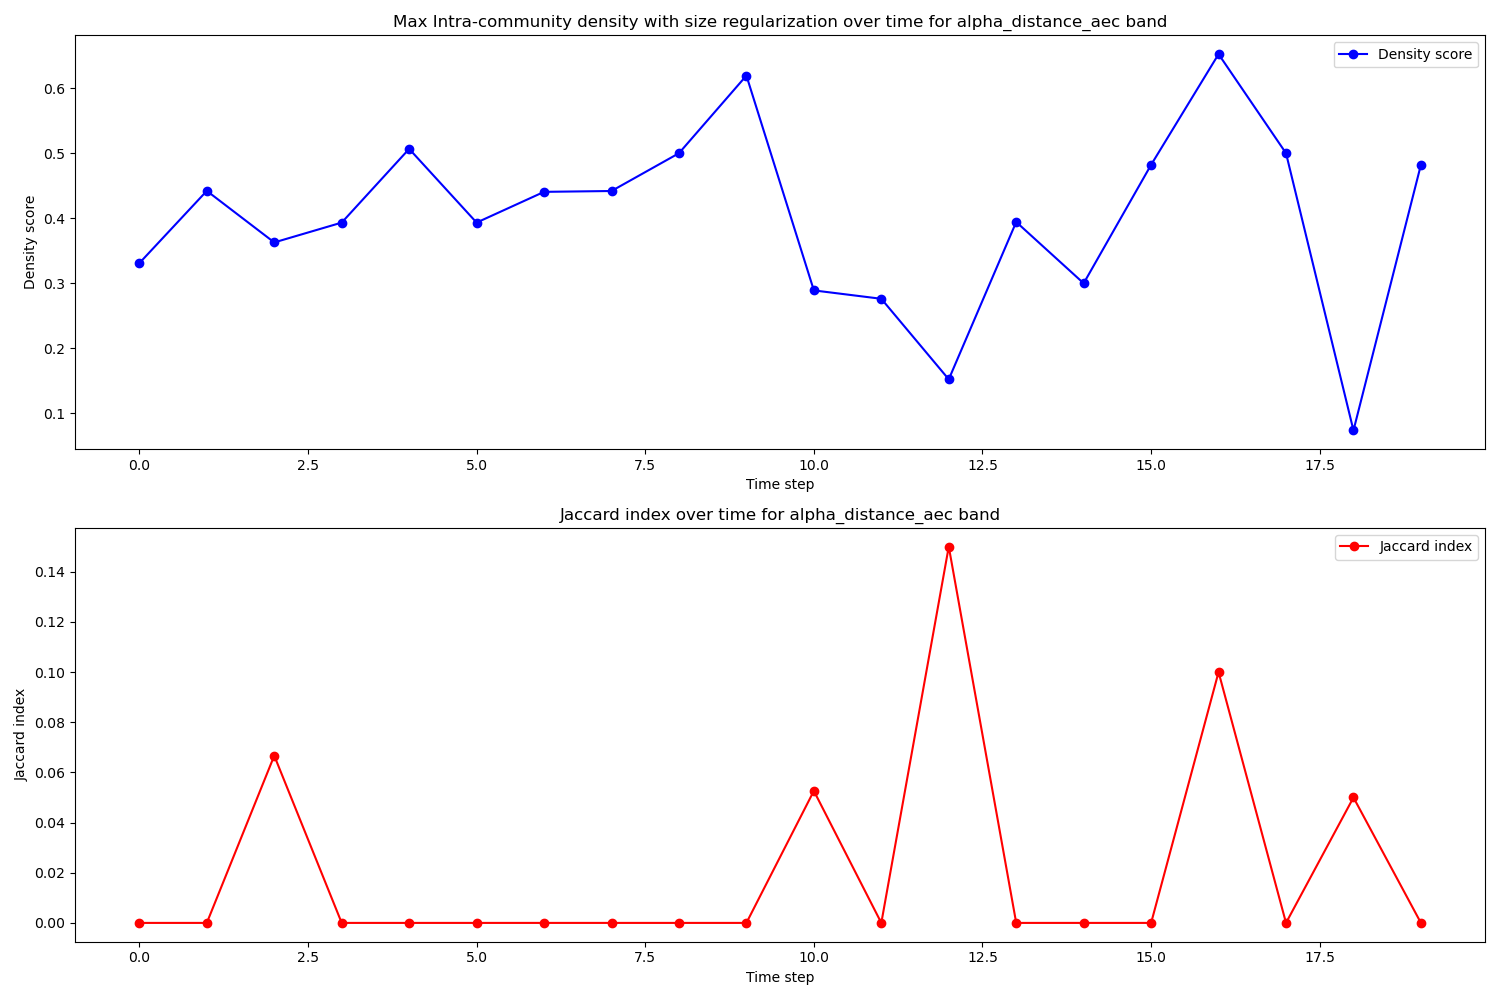 Max Intra-community density with size regularization over time for alpha_distance_aec band
Density score
0.6
0.5
0.4
0.3
0.2
0.1
Density score
0.0 2.5 5.0 7.5 10.0 12.5 15.0 17.5
Time step
Jaccard index over time for alpha_distance_aec band
Jaccard index
0.14
0.12
0.10
0.08
0.06
0.04
0.02
0.00
Jaccard index
0.0 2.5 5.0 7.5 10.0 12.5 15.0 17.5
Time step